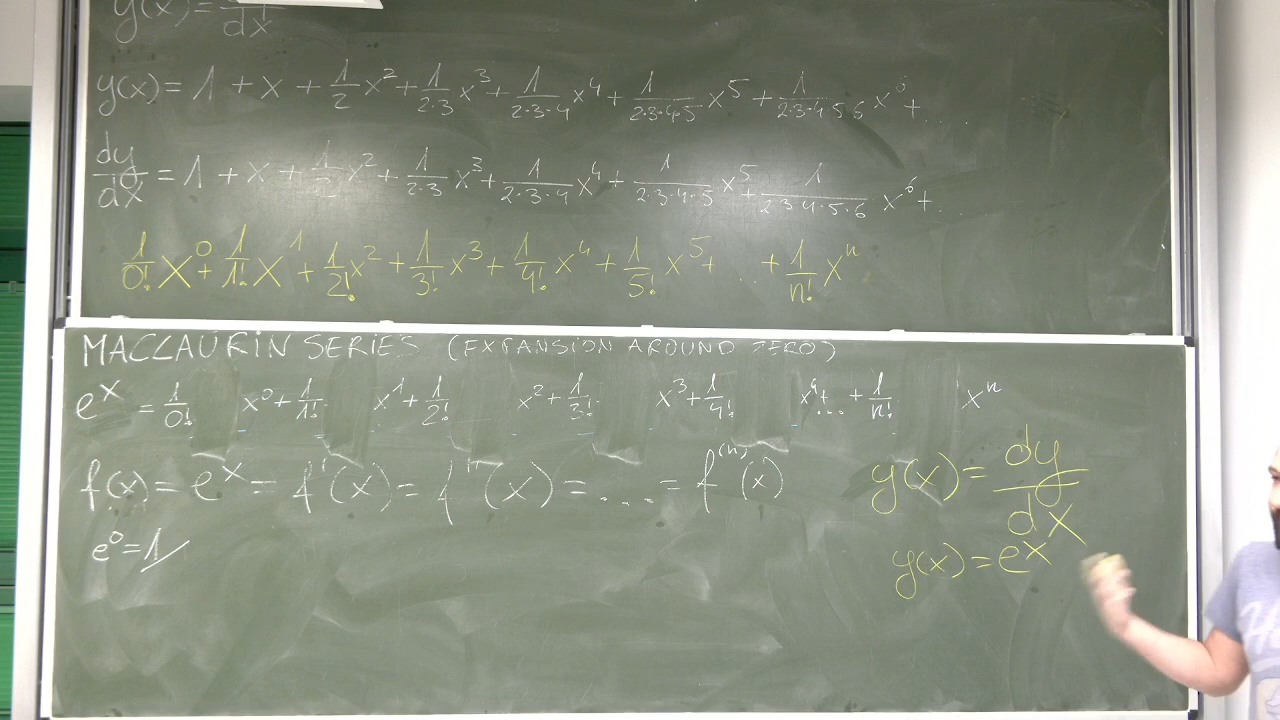 y(x) = dy/dx
y(x) = 1 + x + 1/2 x² + 1/2·3 x³ + 1/2·3·4 x⁴ + 1/2·3·4·5 x⁵ + 1/2·3·4·5·6 x⁶ + ....
dy/dx = 1 + x + 1/2 x² + 1/2·3 x³ + 1/2·3·4 x⁴ + 1/2·3·4·5 x⁵ + 1/2·3·4·5·6 x⁶ + ..
1/0! x⁰ + 1/1! x¹ + 1/2! x² + 1/3! x³ + 1/4! x⁴ + 1/5! x⁵ + ... + 1/n! xⁿ
MACCAURIN SERIES (EXPANSION AROUND ZERO)
eˣ = 1/0! x⁰ + 1/1! x¹ + 1/2! x² + 1/3! x³ + 1/4! x⁴ + ... + 1/n! xⁿ
f(x) = eˣ = f'(x) = f''(x) = .... = f⁽ⁿ⁾(x)
y(x) = dy/dx
e⁰ = 1
y(x) = eˣ